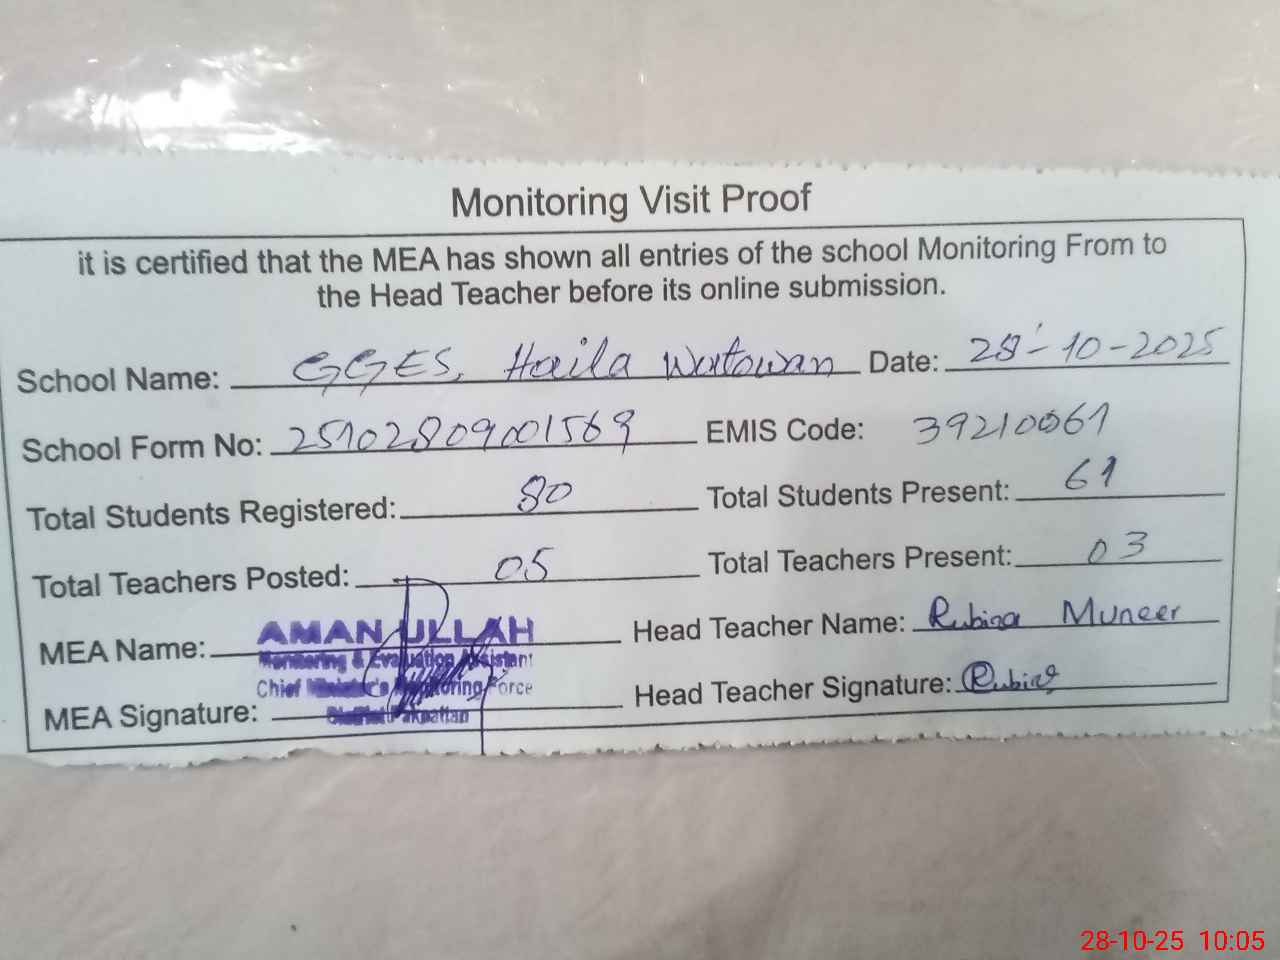 Monitoring Visit Proof
it is certified that the MEA has shown all entries of the school Monitoring From to
the Head Teacher before its online submission.
School Name: GGES, Haila Wattowan Date: 28-10-2025
School Form No: 25102809001569 EMIS Code: 39210061
Total Students Registered: 80 Total Students Present: 61
Total Teachers Posted: 05 Total Teachers Present: 03
MEA Name: AMAN ULLAH Head Teacher Name: Rubina Muneer
Monitoring & Evaluation Assistant
Chief Minister's Monitoring Force
MEA Signature: District Pakpattan Head Teacher Signature: Rubina
28-10-25 10:05